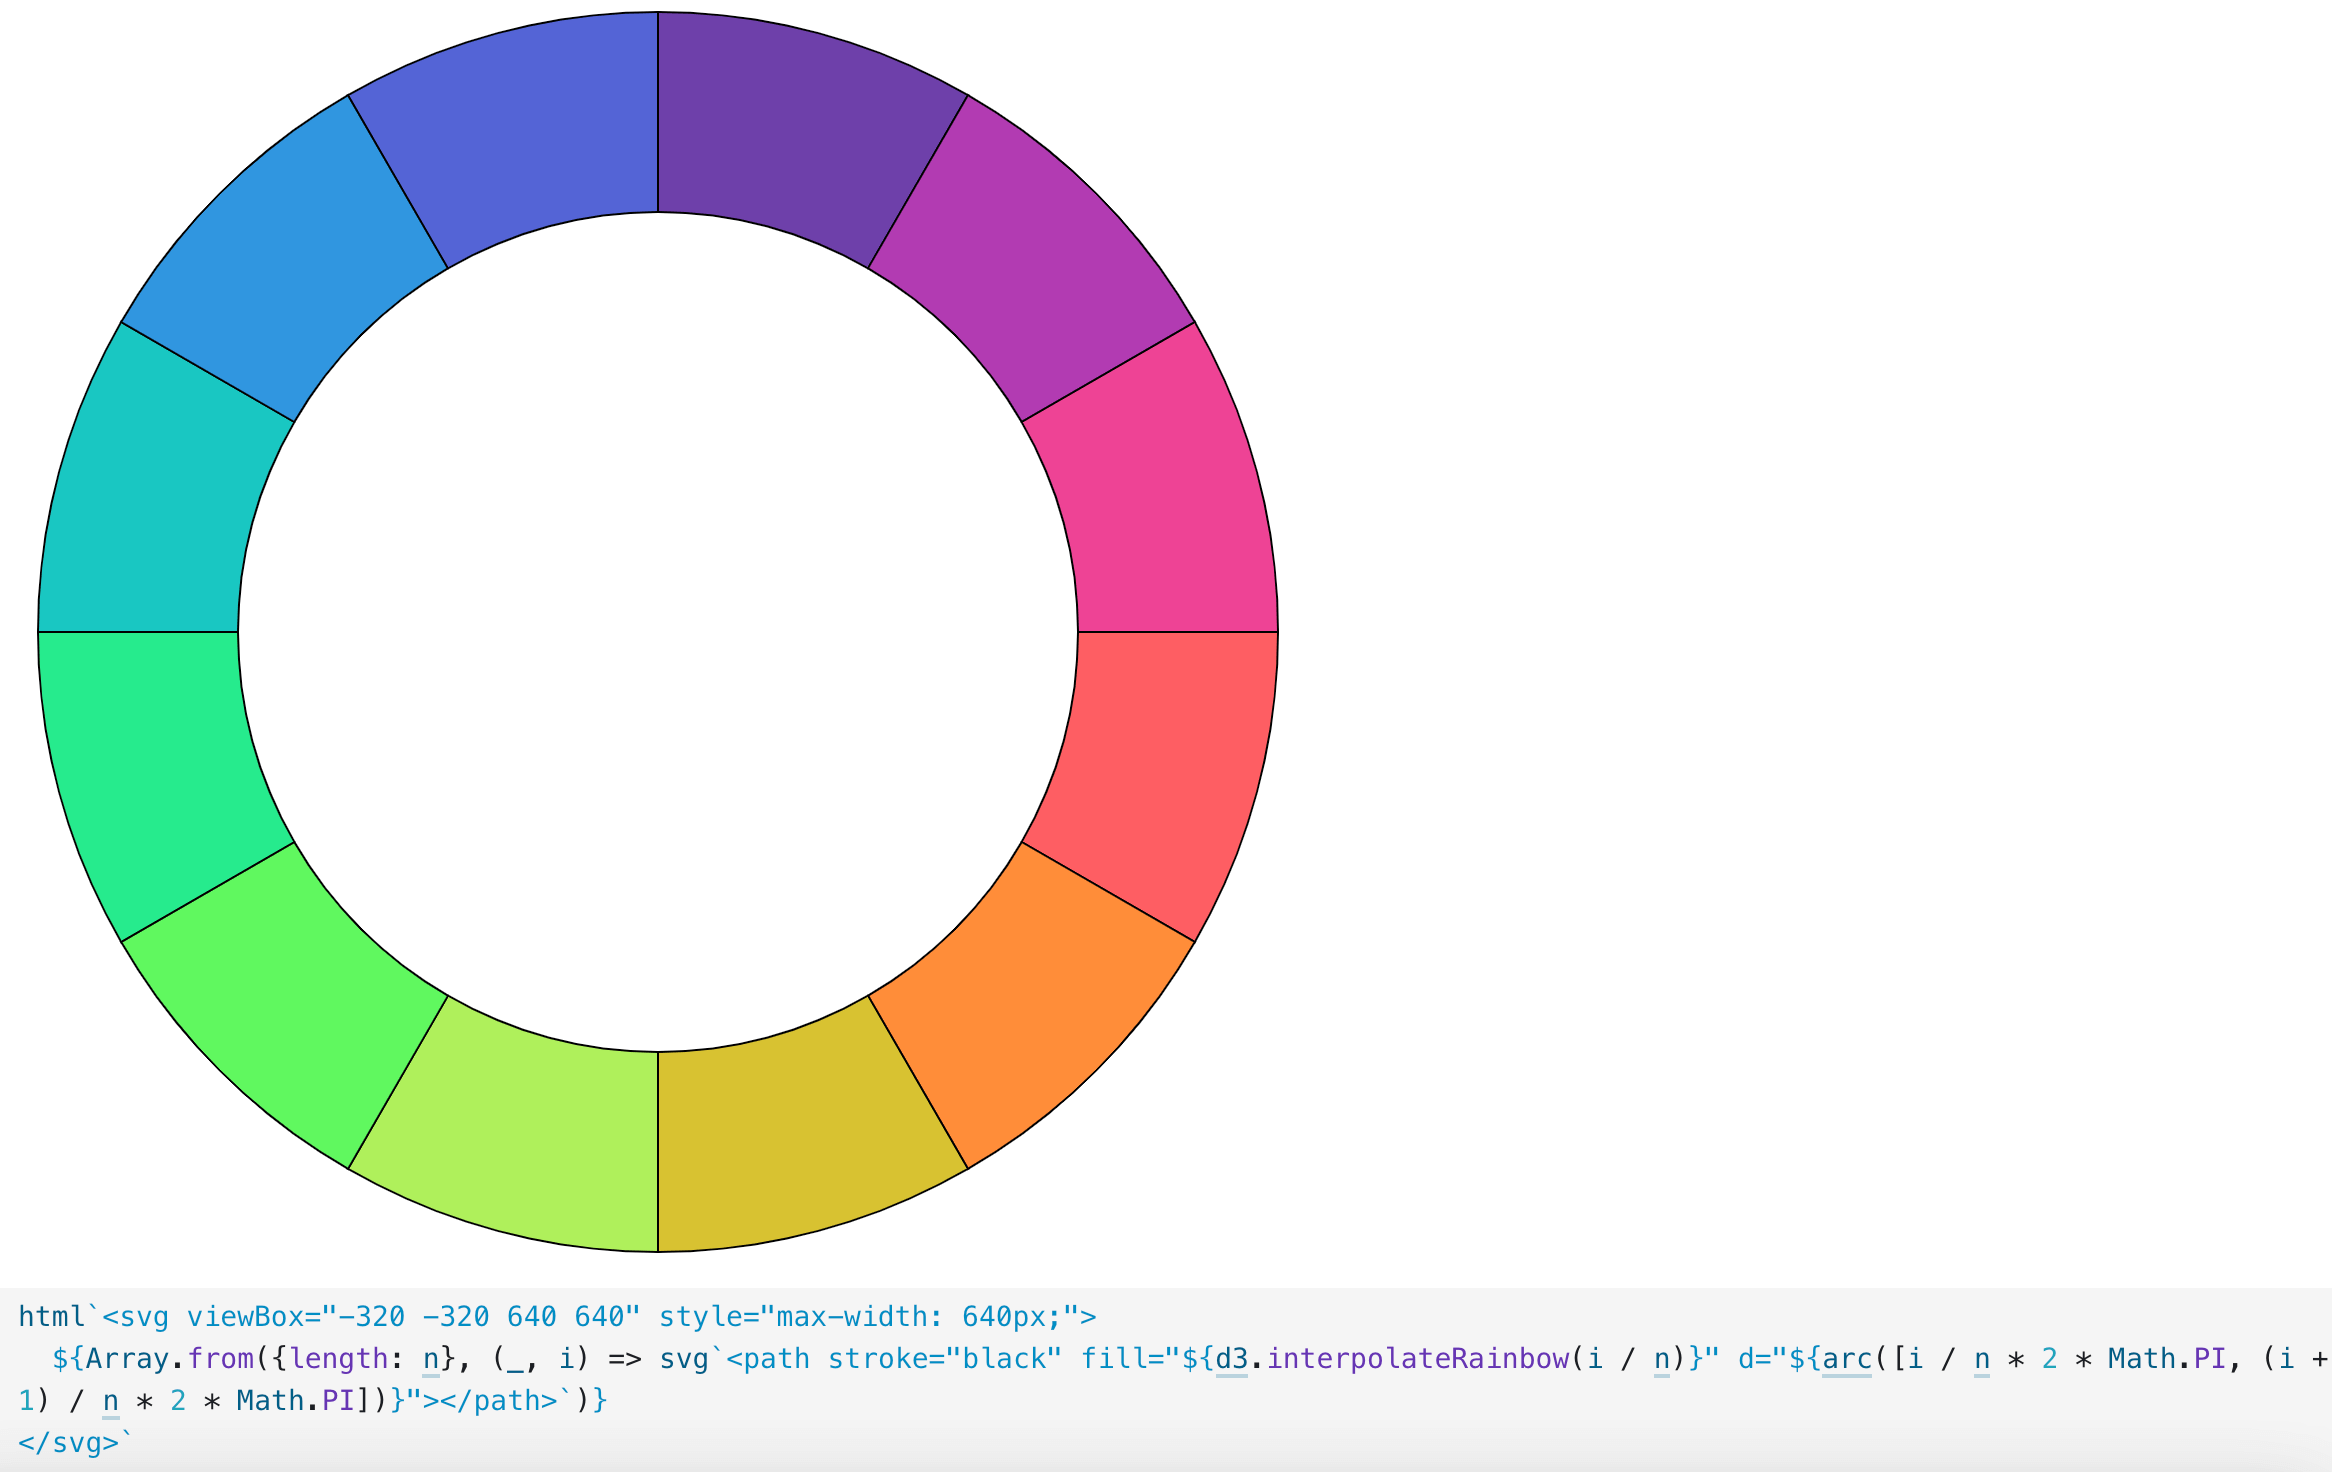 html`<svg viewBox="-320 -320 640 640" style="max-width: 640px;">
  ${Array.from({length: n}, (_, i) => svg`<path stroke="black" fill="${d3.interpolateRainbow(i / n)}" d="${arc([i / n * 2 * Math.PI, (i +
1) / n * 2 * Math.PI])}"></path>`)}
</svg>`